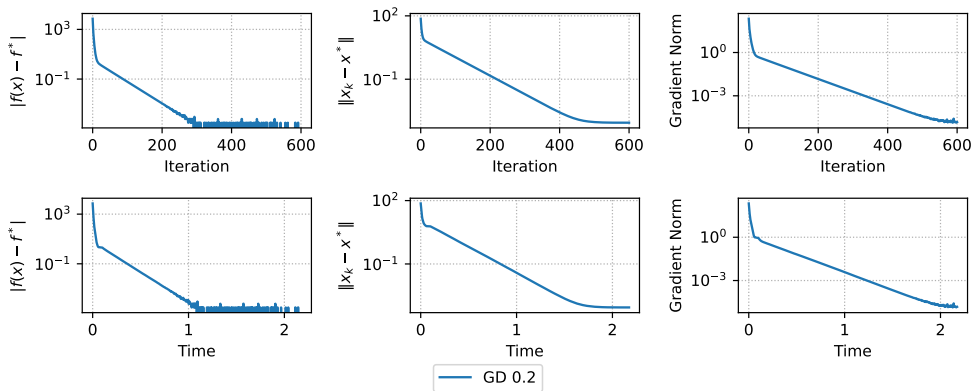 |f(x) − f*|
10³
10⁻¹
0 200 400 600
Iteration
‖x_k − x*‖
10²
10⁻¹
0 200 400 600
Iteration
Gradient Norm
10⁰
10⁻³
0 200 400 600
Iteration
|f(x) − f*|
10³
10⁻¹
0 1 2
Time
‖x_k − x*‖
10²
10⁻¹
0 1 2
Time
Gradient Norm
10⁰
10⁻³
0 1 2
Time
GD 0.2